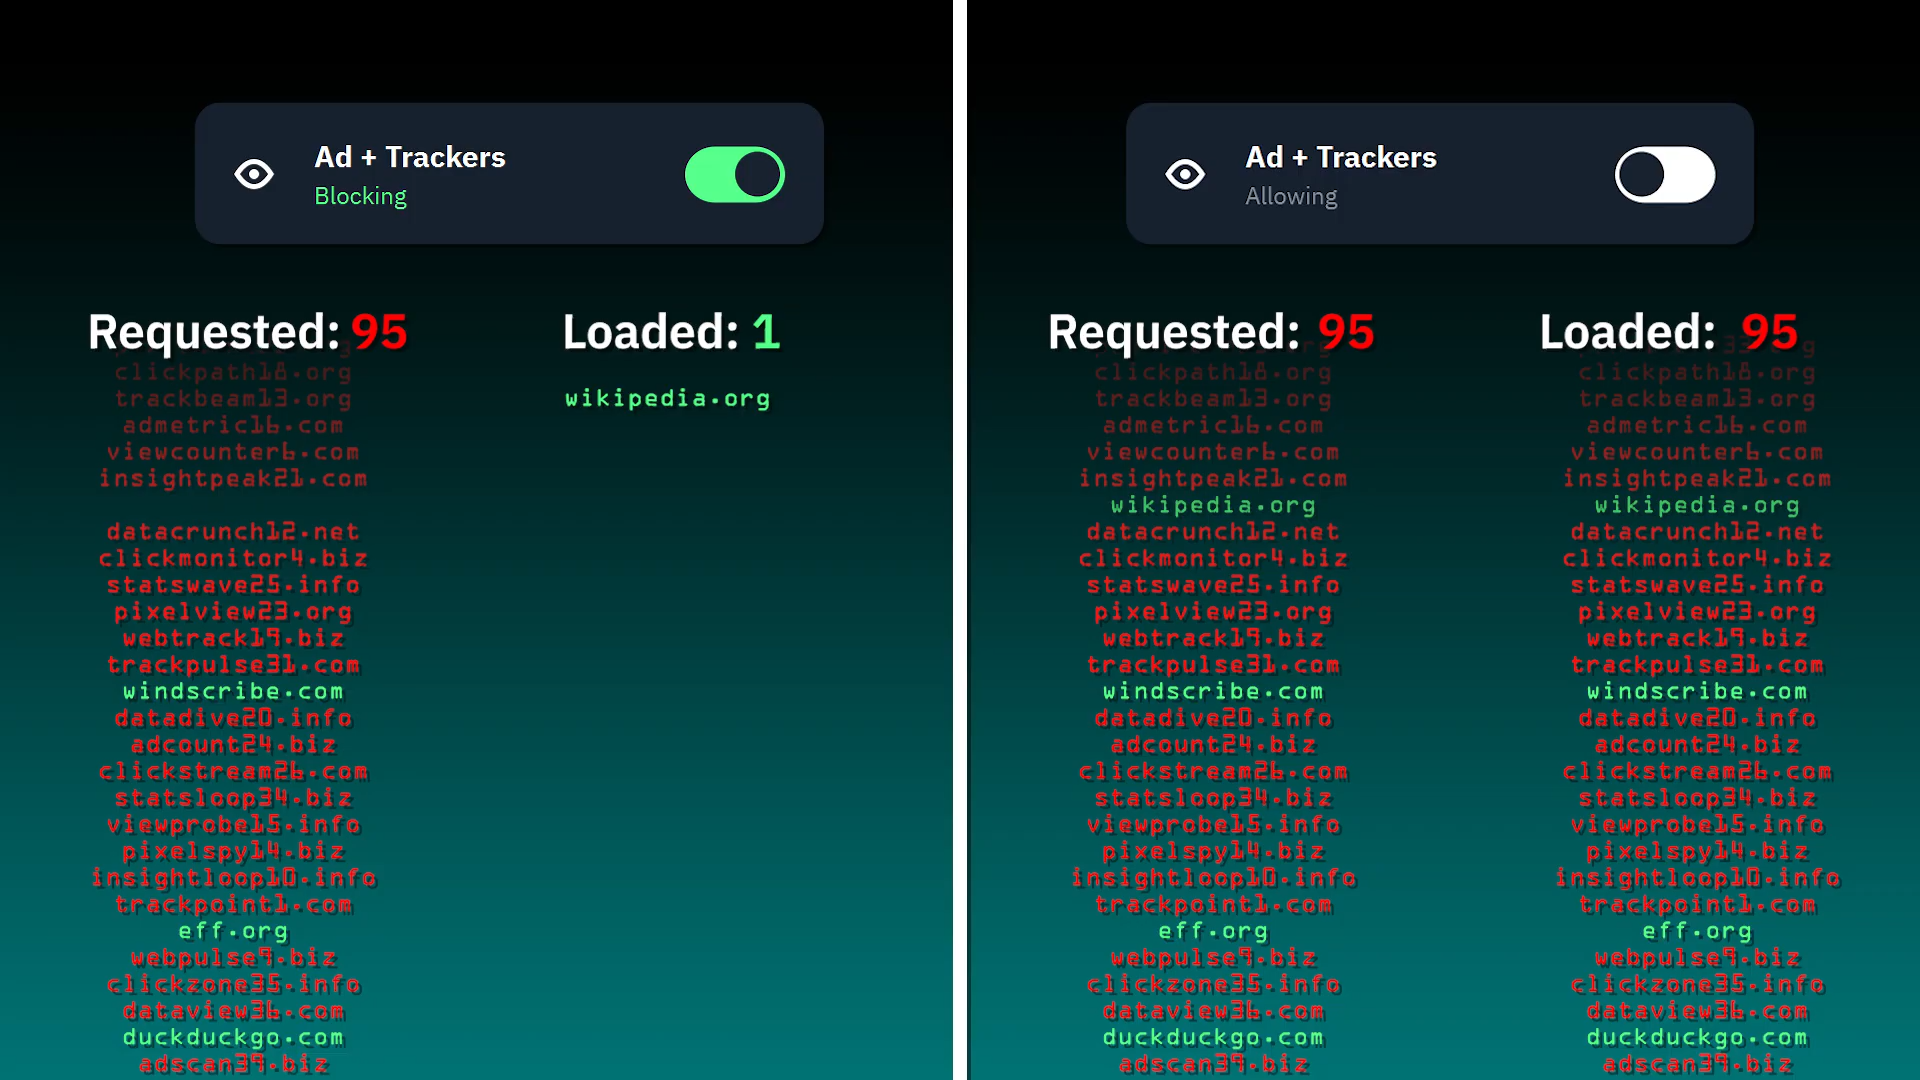 Ad + Trackers
Blocking
Requested: 95
clickpath18.org
trackbeam13.org
admetric16.com
viewcounter6.com
insightpeak21.com
datacrunch12.net
clickmonitor4.biz
statswave25.info
pixelview23.org
webtrack19.biz
trackpulse31.com
windscribe.com
datadive20.info
adcount24.biz
clickstream26.com
statsloop34.biz
viewprobe15.info
pixelspy14.biz
insightloop10.info
trackpoint1.com
eff.org
webpulse9.biz
clickzone35.info
dataview36.com
duckduckgo.com
adscan39.biz
Loaded: 1
wikipedia.org
Ad + Trackers
Allowing
Requested: 95
clickpath18.org
trackbeam13.org
admetric16.com
viewcounter6.com
insightpeak21.com
wikipedia.org
datacrunch12.net
clickmonitor4.biz
statswave25.info
pixelview23.org
webtrack19.biz
trackpulse31.com
windscribe.com
datadive20.info
adcount24.biz
clickstream26.com
statsloop34.biz
viewprobe15.info
pixelspy14.biz
insightloop10.info
trackpoint1.com
eff.org
webpulse9.biz
clickzone35.info
dataview36.com
duckduckgo.com
adscan39.biz
Loaded: 95
clickpath18.org
trackbeam13.org
admetric16.com
viewcounter6.com
insightpeak21.com
wikipedia.org
datacrunch12.net
clickmonitor4.biz
statswave25.info
pixelview23.org
webtrack19.biz
trackpulse31.com
windscribe.com
datadive20.info
adcount24.biz
clickstream26.com
statsloop34.biz
viewprobe15.info
pixelspy14.biz
insightloop10.info
trackpoint1.com
eff.org
webpulse9.biz
clickzone35.info
dataview36.com
duckduckgo.com
adscan39.biz